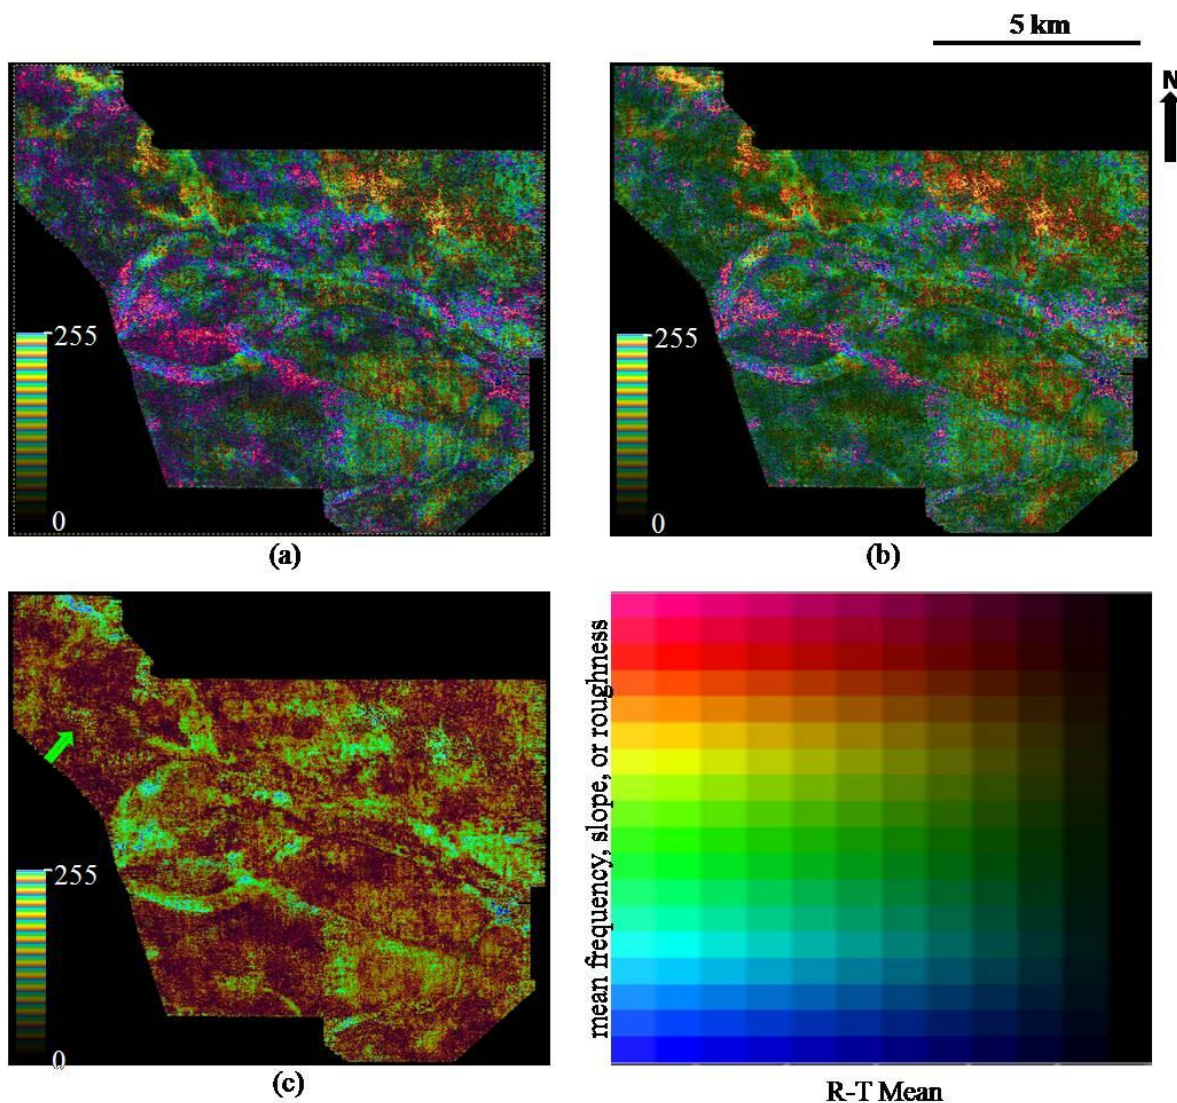 5 km
N
255
0
(a)
255
0
(b)
255
0
(c)
mean frequency, slope, or roughness
R-T Mean